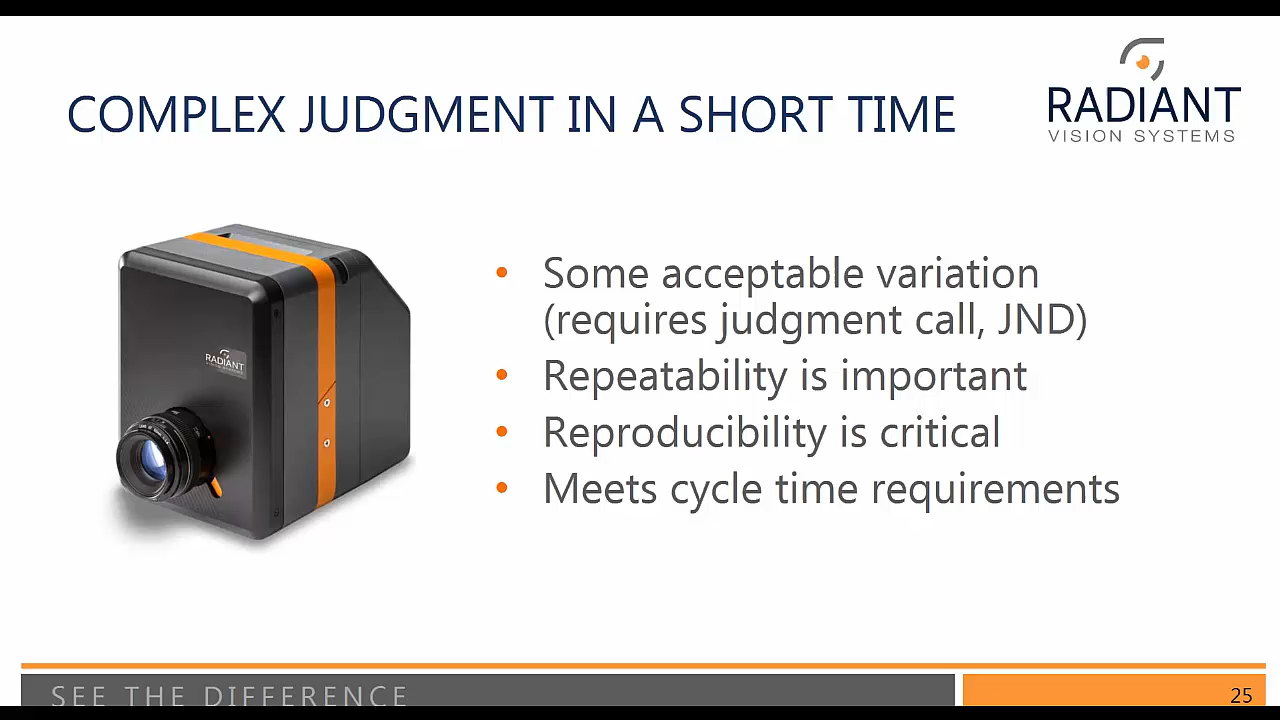 COMPLEX JUDGMENT IN A SHORT TIME
RADIANT
VISION SYSTEMS
• Some acceptable variation
(requires judgment call, JND)
• Repeatability is important
• Reproducibility is critical
• Meets cycle time requirements
RADIANT
SEE THE DIFFERENCE
25